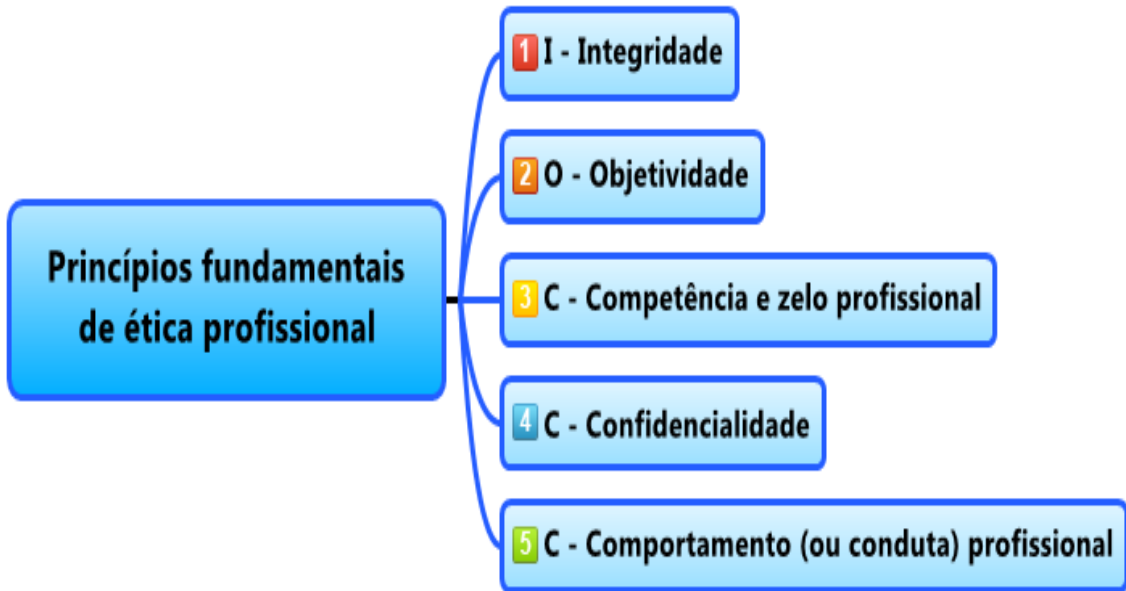 1 I - Integridade
2 O - Objetividade
Princípios fundamentais
de ética profissional
3 C - Competência e zelo profissional
4 C - Confidencialidade
5 C - Comportamento (ou conduta) profissional